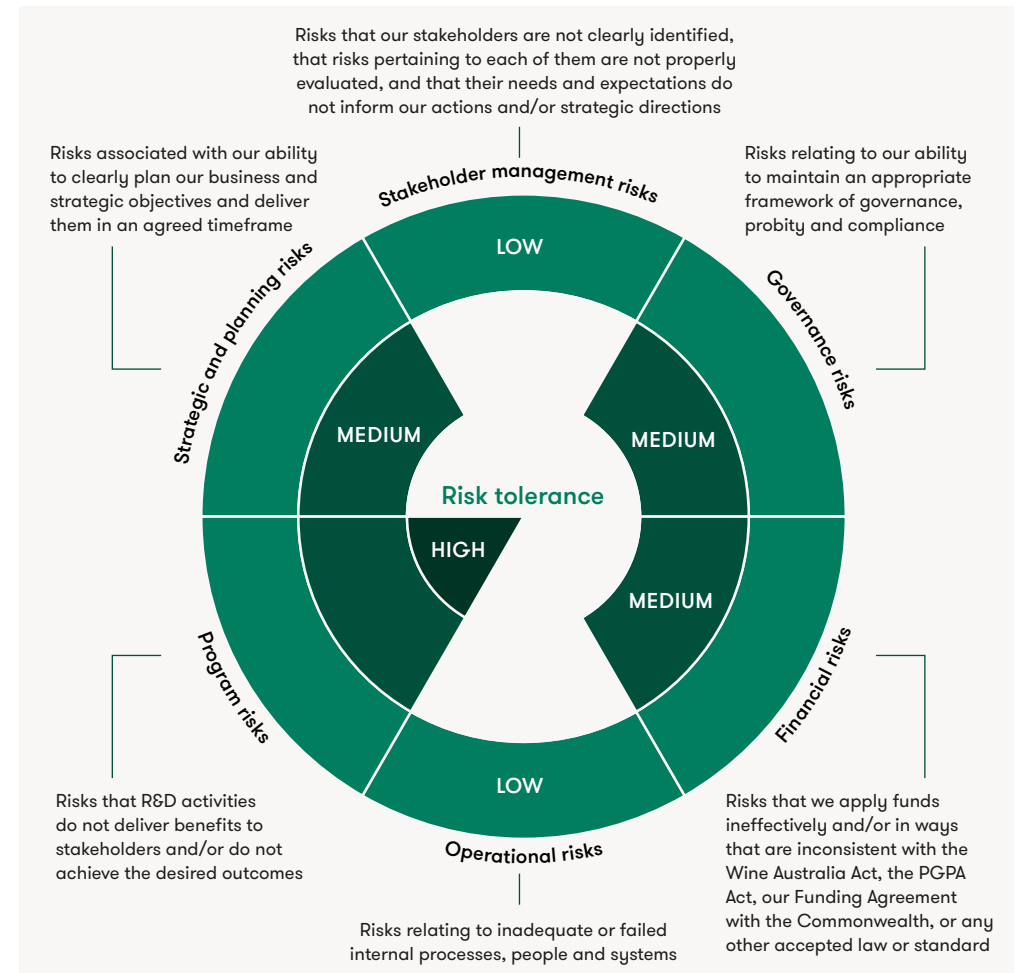 Risks that our stakeholders are not clearly identified,
that risks pertaining to each of them are not properly
evaluated, and that their needs and expectations do
not inform our actions and/or strategic directions
Risks associated with our ability
to clearly plan our business and
strategic objectives and deliver
them in an agreed timeframe
Risks relating to our ability
to maintain an appropriate
framework of governance,
probity and compliance
Stakeholder management risks
LOW
Strategic and planning risks
Governance risks
MEDIUM
MEDIUM
Risk tolerance
HIGH
MEDIUM
Program risks
Financial risks
LOW
Operational risks
Risks that R&D activities
do not deliver benefits to
stakeholders and/or do not
achieve the desired outcomes
Risks that we apply funds
ineffectively and/or in ways
that are inconsistent with the
Wine Australia Act, the PGPA
Act, our Funding Agreement
with the Commonwealth, or any
other accepted law or standard
Risks relating to inadequate or failed
internal processes, people and systems